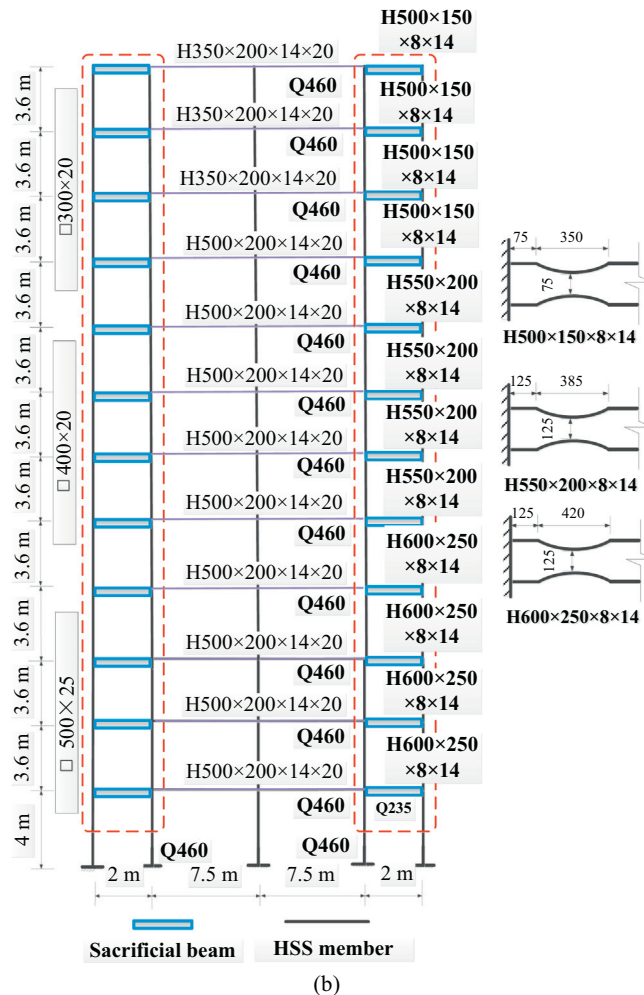 H500×150
×8×14
H350×200×14×20
Q460
H500×150
×8×14
3.6 m
H350×200×14×20
Q460
H500×150
×8×14
3.6 m
□300×20
H350×200×14×20
Q460
H500×150
×8×14
3.6 m
H500×200×14×20
Q460
H550×200
×8×14
3.6 m
H500×200×14×20
Q460
H550×200
×8×14
3.6 m
H500×200×14×20
Q460
H550×200
×8×14
3.6 m
□400×20
H500×200×14×20
Q460
H550×200
×8×14
3.6 m
H500×200×14×20
Q460
H600×250
×8×14
3.6 m
H500×200×14×20
Q460
H600×250
×8×14
3.6 m
H500×200×14×20
Q460
H600×250
×8×14
3.6 m
□ 500×25
H500×200×14×20
Q460
H600×250
×8×14
3.6 m
H500×200×14×20
Q460
Q235
4 m
Q460
Q460
2 m
7.5 m
7.5 m
2 m
75
350
75
H500×150×8×14
125
385
125
H550×200×8×14
125
420
125
H600×250×8×14
Sacrificial beam
HSS member
(b)